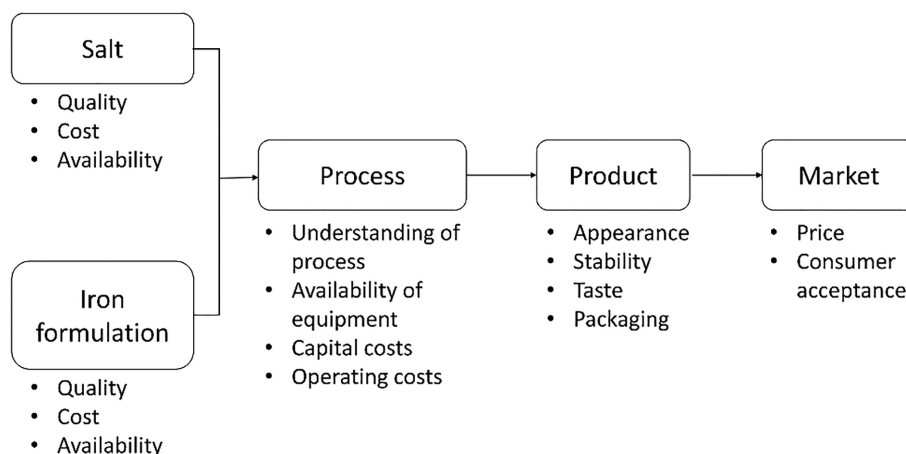 Salt
• Quality
• Cost
• Availability
Iron
formulation
• Quality
• Cost
• Availability
Process
• Understanding of
process
• Availability of
equipment
• Capital costs
• Operating costs
Product
• Appearance
• Stability
• Taste
• Packaging
Market
• Price
• Consumer
acceptance